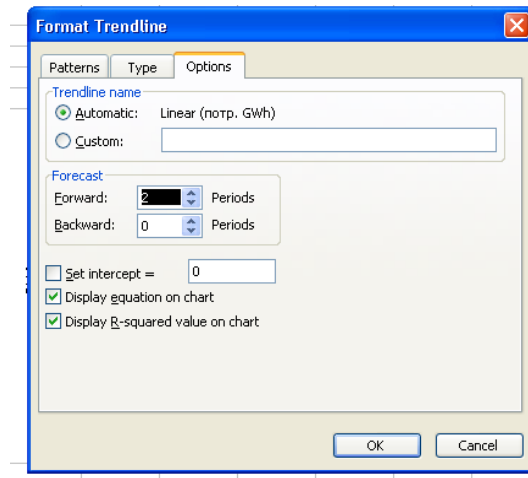 Format Trendline
Patterns Type Options
Trendline name
Automatic: Linear (потр. GWh)
Custom:
Forecast
Forward: 2 Periods
Backward: 0 Periods
Set intercept = 0
Display equation on chart
Display R-squared value on chart
OK Cancel